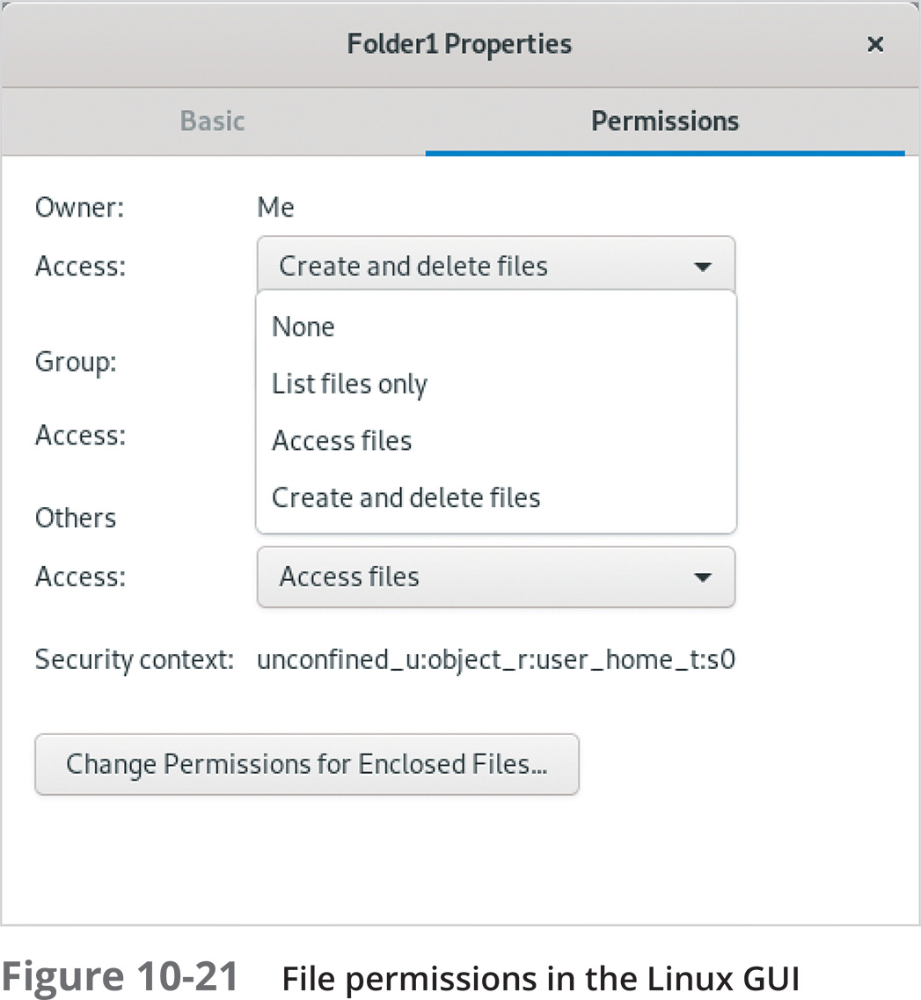 Folder1 Properties ×
Basic Permissions
Owner: Me
Access: Create and delete files
None
Group:
List files only
Access: Access files
Create and delete files
Others
Access: Access files
Security context: unconfined_u:object_r:user_home_t:s0
Change Permissions for Enclosed Files...
Figure 10-21 File permissions in the Linux GUI